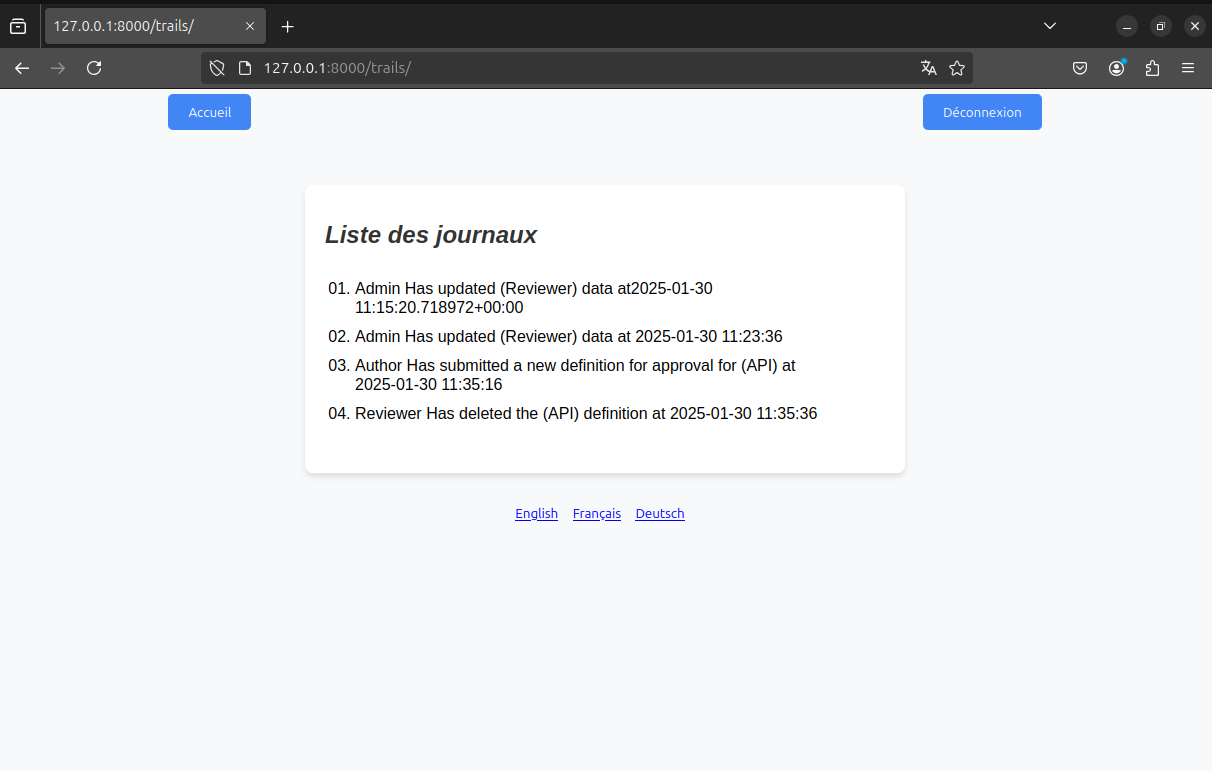 127.0.0.1:8000/trails/
127.0.0.1:8000/trails/
Accueil
Déconnexion
Liste des journaux
01. Admin Has updated (Reviewer) data at2025-01-30
11:15:20.718972+00:00
02. Admin Has updated (Reviewer) data at 2025-01-30 11:23:36
03. Author Has submitted a new definition for approval for (API) at
2025-01-30 11:35:16
04. Reviewer Has deleted the (API) definition at 2025-01-30 11:35:36
English Français Deutsch